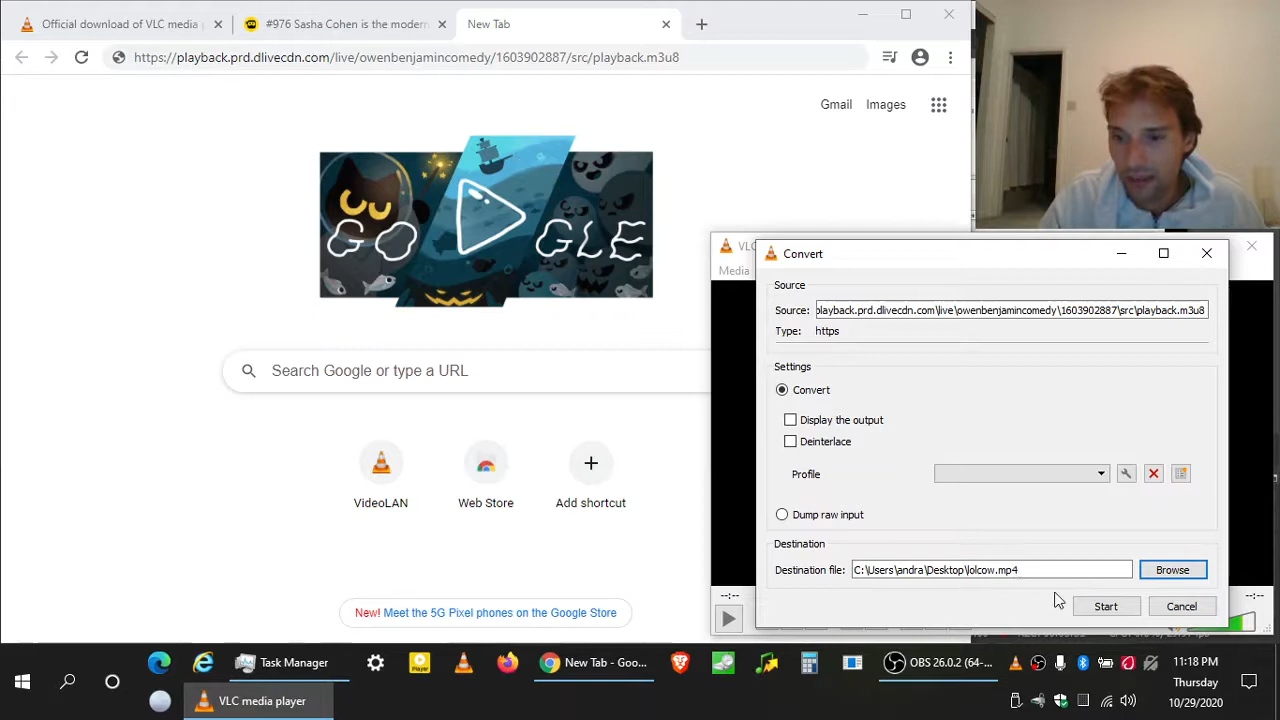 Official download of VLC media p
#976 Sasha Cohen is the modern
New Tab
https://playback.prd.dlivecdn.com/live/owenbenjamincomedy/1603902887/src/playback.m3u8
Gmail
Images
GO GLE
Search Google or type a URL
VideoLAN
Web Store
Add shortcut
New! Meet the 5G Pixel phones on the Google Store
VLC
Media
Convert
Source
Source: playback.prd.dlivecdn.com\live\owenbenjamincomedy\1603902887\src\playback.m3u8
Type: https
Settings
Convert
Display the output
Deinterlace
Profile
Dump raw input
Destination
Destination file: C:\Users\andra\Desktop\lolcow.mp4
Browse
Start
Cancel
--:--
--:--
Task Manager
Player
New Tab - Goo...
OBS 26.0.2 (64-...
VLC media player
11:18 PM
Thursday
10/29/2020